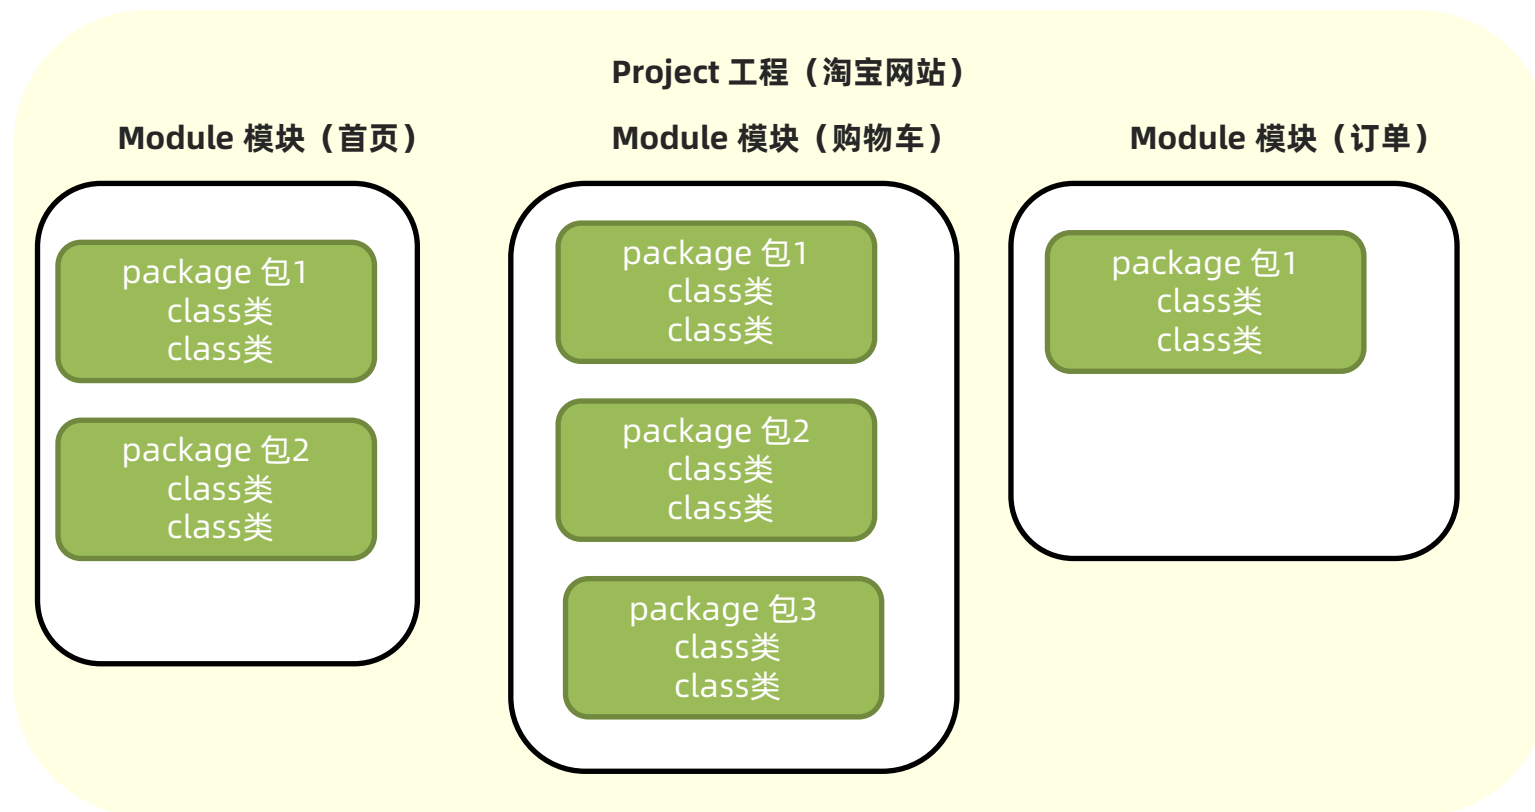 Project 工程（淘宝网站）
Module 模块（首页）
package 包1
class类
class类
package 包2
class类
class类
Module 模块（购物车）
package 包1
class类
class类
package 包2
class类
class类
package 包3
class类
class类
Module 模块（订单）
package 包1
class类
class类